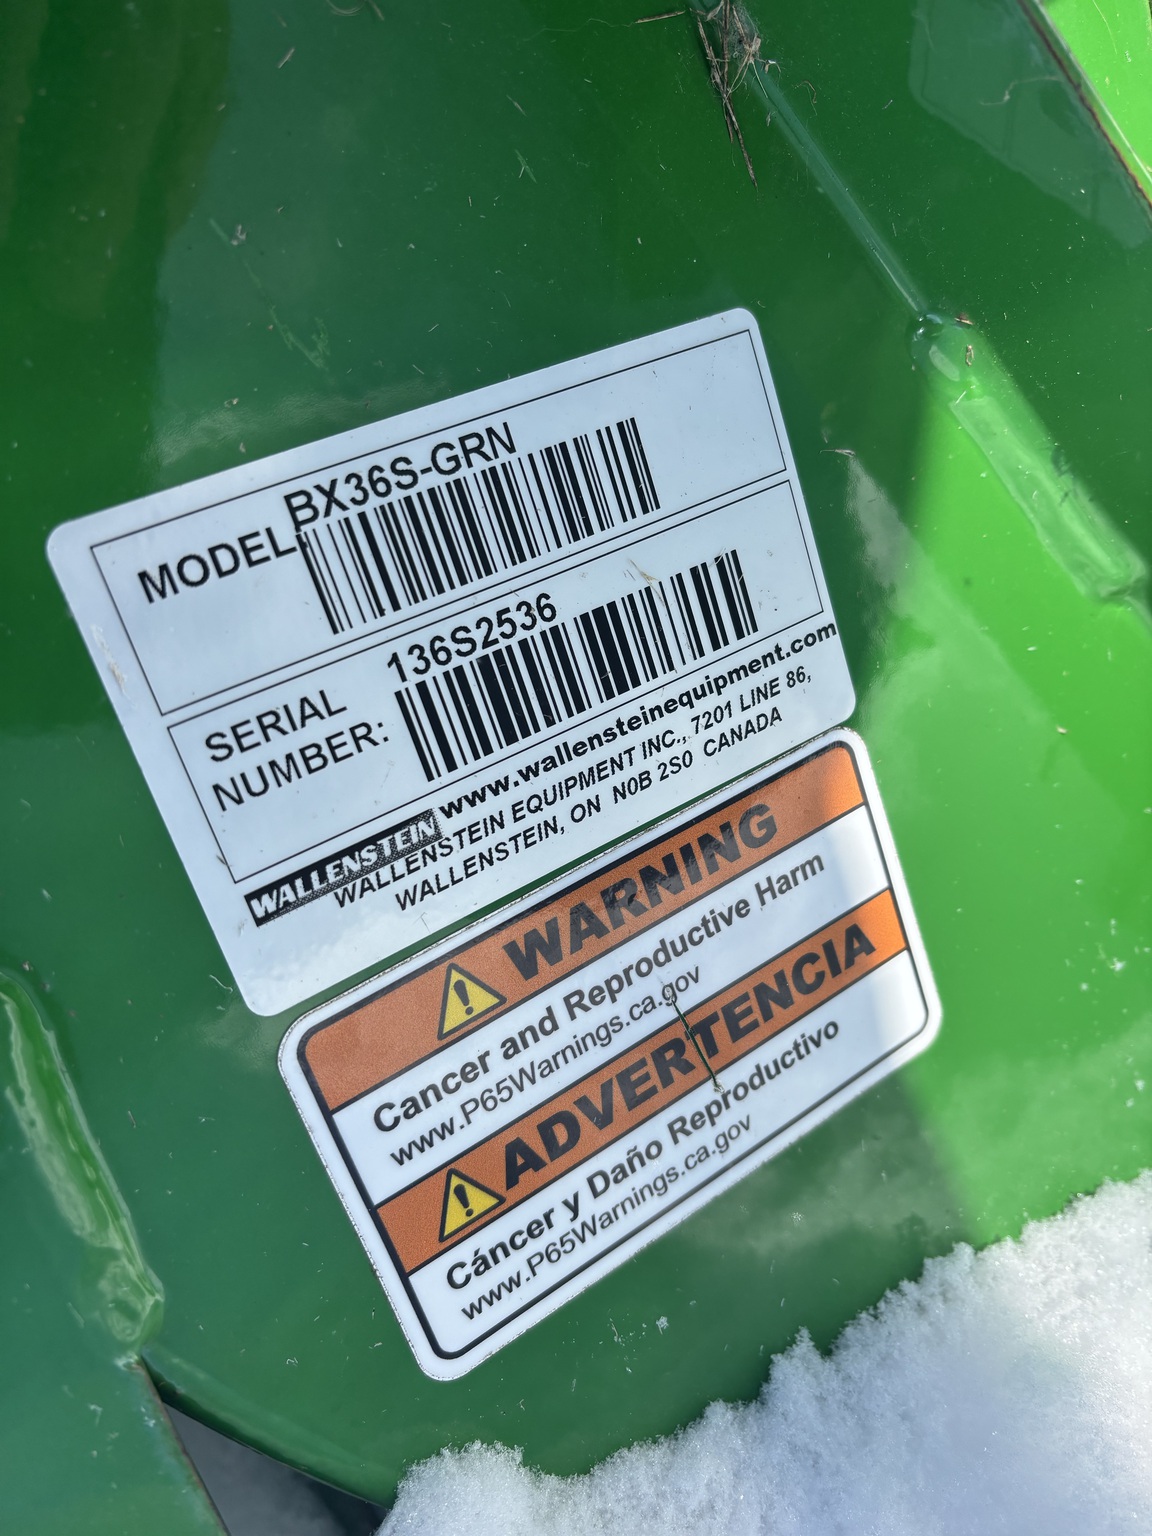 MODEL
BX36S-GRN
SERIAL
NUMBER:
136S2536
WALLENSTEIN www.wallensteinequipment.com
WALLENSTEIN EQUIPMENT INC., 7201 LINE 86,
WALLENSTEIN, ON N0B 2S0 CANADA
WARNING
Cancer and Reproductive Harm
www.P65Warnings.ca.gov
ADVERTENCIA
Cáncer y Daño Reproductivo
www.P65Warnings.ca.gov